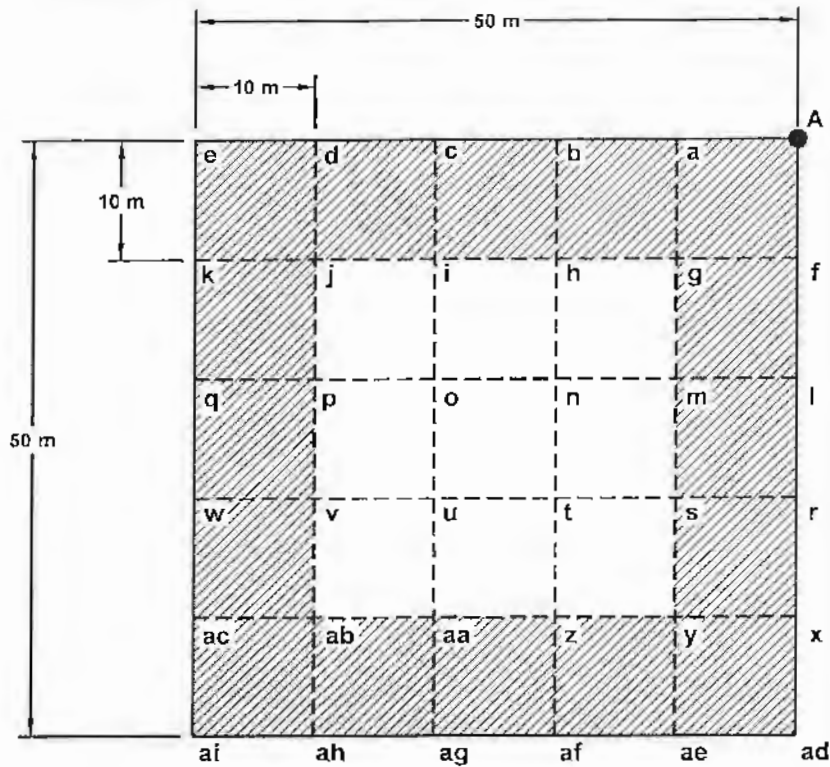 50 m
10 m
A
e d c b a
10 m
k j i h g f
q p o n m l
50 m
w v u t s r
ac ab aa z y x
ai ah ag af ae ad